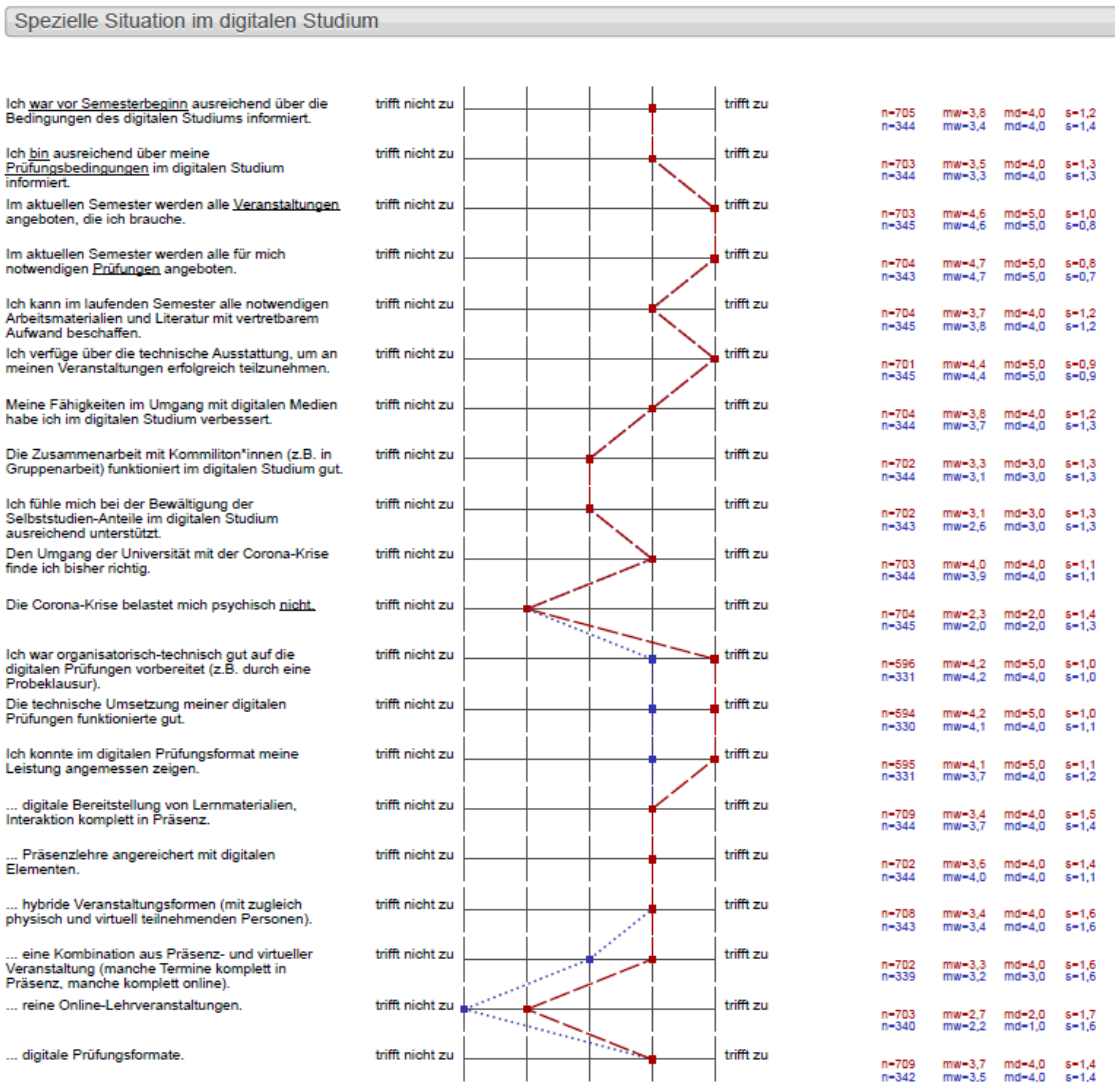 Spezielle Situation im digitalen Studium
Ich war vor Semesterbeginn ausreichend über die
Bedingungen des digitalen Studiums informiert.
trifft nicht zu
trifft zu
n=705 mw=3,8 md=4,0 s=1,2
n=344 mw=3,4 md=4,0 s=1,4
Ich bin ausreichend über meine
Prüfungsbedingungen im digitalen Studium
informiert.
trifft nicht zu
trifft zu
n=703 mw=3,5 md=4,0 s=1,3
n=344 mw=3,3 md=4,0 s=1,3
Im aktuellen Semester werden alle Veranstaltungen
angeboten, die ich brauche.
trifft nicht zu
trifft zu
n=703 mw=4,6 md=5,0 s=1,0
n=345 mw=4,6 md=5,0 s=0,8
Im aktuellen Semester werden alle für mich
notwendigen Prüfungen angeboten.
trifft nicht zu
trifft zu
n=704 mw=4,7 md=5,0 s=0,8
n=343 mw=4,7 md=5,0 s=0,7
Ich kann im laufenden Semester alle notwendigen
Arbeitsmaterialien und Literatur mit vertretbarem
Aufwand beschaffen.
trifft nicht zu
trifft zu
n=704 mw=3,7 md=4,0 s=1,2
n=345 mw=3,8 md=4,0 s=1,2
Ich verfüge über die technische Ausstattung, um an
meinen Veranstaltungen erfolgreich teilzunehmen.
trifft nicht zu
trifft zu
n=701 mw=4,4 md=5,0 s=0,9
n=345 mw=4,4 md=5,0 s=0,9
Meine Fähigkeiten im Umgang mit digitalen Medien
habe ich im digitalen Studium verbessert.
trifft nicht zu
trifft zu
n=704 mw=3,8 md=4,0 s=1,2
n=344 mw=3,7 md=4,0 s=1,3
Die Zusammenarbeit mit Kommiliton*innen (z.B. in
Gruppenarbeit) funktioniert im digitalen Studium gut.
trifft nicht zu
trifft zu
n=702 mw=3,3 md=3,0 s=1,3
n=344 mw=3,1 md=3,0 s=1,3
Ich fühle mich bei der Bewältigung der
Selbststudien-Anteile im digitalen Studium
ausreichend unterstützt.
trifft nicht zu
trifft zu
n=702 mw=3,1 md=3,0 s=1,3
n=343 mw=2,6 md=3,0 s=1,3
Den Umgang der Universität mit der Corona-Krise
finde ich bisher richtig.
trifft nicht zu
trifft zu
n=703 mw=4,0 md=4,0 s=1,1
n=344 mw=3,9 md=4,0 s=1,1
Die Corona-Krise belastet mich psychisch nicht.
trifft nicht zu
trifft zu
n=704 mw=2,3 md=2,0 s=1,4
n=345 mw=2,0 md=2,0 s=1,3
Ich war organisatorisch-technisch gut auf die
digitalen Prüfungen vorbereitet (z.B. durch eine
Probeklausur).
trifft nicht zu
trifft zu
n=596 mw=4,2 md=5,0 s=1,0
n=331 mw=4,2 md=4,0 s=1,0
Die technische Umsetzung meiner digitalen
Prüfungen funktionierte gut.
trifft nicht zu
trifft zu
n=594 mw=4,2 md=5,0 s=1,0
n=330 mw=4,1 md=4,0 s=1,1
Ich konnte im digitalen Prüfungsformat meine
Leistung angemessen zeigen.
trifft nicht zu
trifft zu
n=595 mw=4,1 md=5,0 s=1,1
n=331 mw=3,7 md=4,0 s=1,2
... digitale Bereitstellung von Lernmaterialien,
Interaktion komplett in Präsenz.
trifft nicht zu
trifft zu
n=709 mw=3,4 md=4,0 s=1,5
n=344 mw=3,7 md=4,0 s=1,4
... Präsenzlehre angereichert mit digitalen
Elementen.
trifft nicht zu
trifft zu
n=702 mw=3,6 md=4,0 s=1,4
n=344 mw=4,0 md=4,0 s=1,1
... hybride Veranstaltungsformen (mit zugleich
physisch und virtuell teilnehmenden Personen).
trifft nicht zu
trifft zu
n=708 mw=3,4 md=4,0 s=1,6
n=343 mw=3,4 md=4,0 s=1,6
... eine Kombination aus Präsenz- und virtueller
Veranstaltung (manche Termine komplett in
Präsenz, manche komplett online).
trifft nicht zu
trifft zu
n=702 mw=3,3 md=4,0 s=1,6
n=339 mw=3,2 md=3,0 s=1,6
... reine Online-Lehrveranstaltungen.
trifft nicht zu
trifft zu
n=703 mw=2,7 md=2,0 s=1,7
n=340 mw=2,2 md=1,0 s=1,6
... digitale Prüfungsformate.
trifft nicht zu
trifft zu
n=709 mw=3,7 md=4,0 s=1,4
n=342 mw=3,5 md=4,0 s=1,4